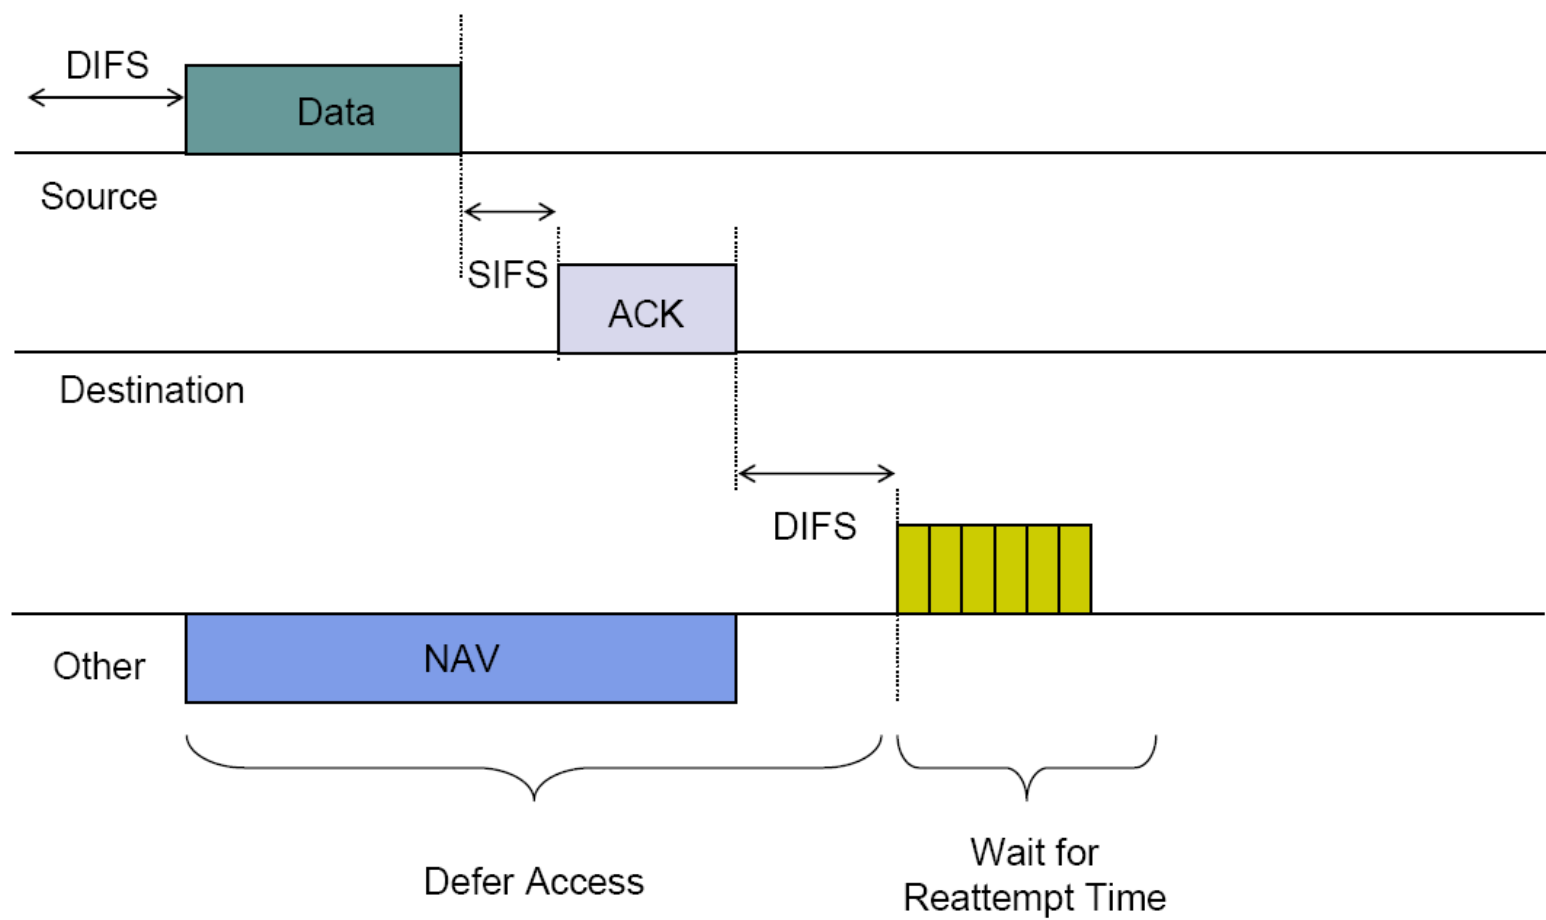 DIFS
Data
Source
SIFS
ACK
Destination
DIFS
Other
NAV
Defer Access
Wait for
Reattempt Time